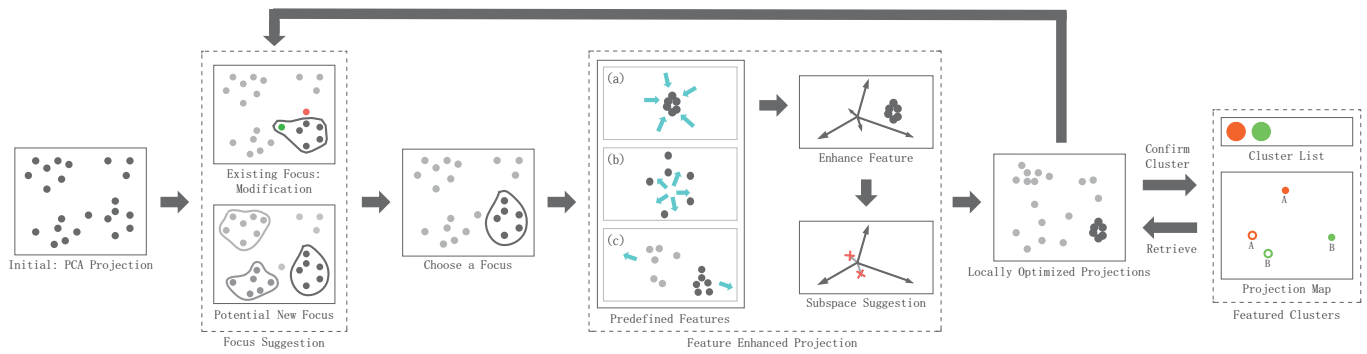 Initial: PCA Projection
Existing Focus:
Modification
Potential New Focus
Focus Suggestion
Choose a Focus
(a)
(b)
(c)
Predefined Features
Enhance Feature
Subspace Suggestion
Feature Enhanced Projection
Locally Optimized Projections
Confirm
Cluster
Retrieve
Cluster List
A
A
B
B
Projection Map
Featured Clusters